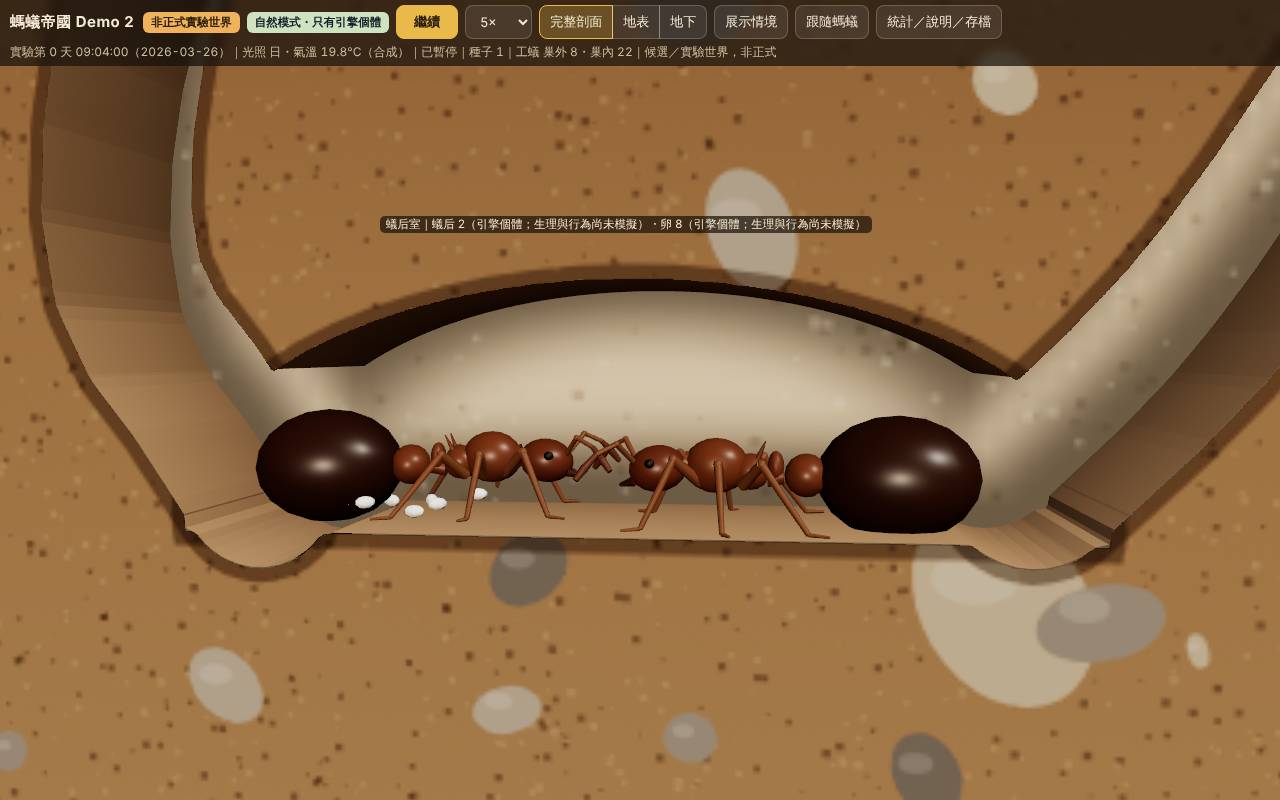 螞蟻帝國 Demo 2 非正式實驗世界 自然模式・只有引擎個體 繼續 5× 完整剖面 地表 地下 展示情境 跟隨螞蟻 統計／說明／存檔
實驗第 0 天 09:04:00（2026-03-26）｜光照 日・氣溫 19.8°C（合成）｜已暫停｜種子 1｜工蟻 巢外 8・巢內 22｜候選／實驗世界，非正式
蟻后室｜蟻后 2（引擎個體；生理與行為尚未模擬）・卵 8（引擎個體；生理與行為尚未模擬）